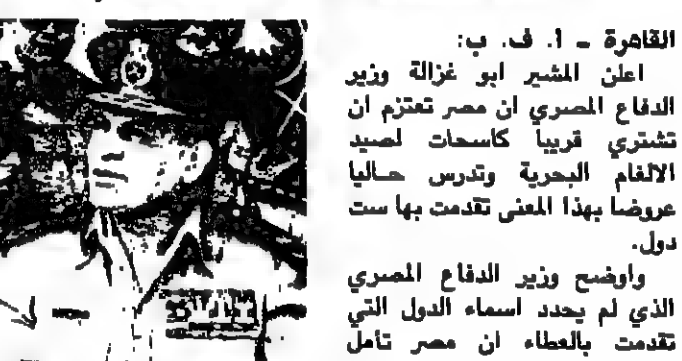 القاهرة - أ. ف. ب:
اعلن المشير ابو غزالة وزير
الدفاع المصري ان مصر تعتزم ان
تشتري قريبا كاسحات لصيد
الالغام البحرية وتدرس حاليا
عروضا بهذا المعنى تقدمت بها ست
دول.
واوضح وزير الدفاع المصري
الذي لم يحدد اسماء الدول التي
تقدمت بالعطاء ان مصر تأمل